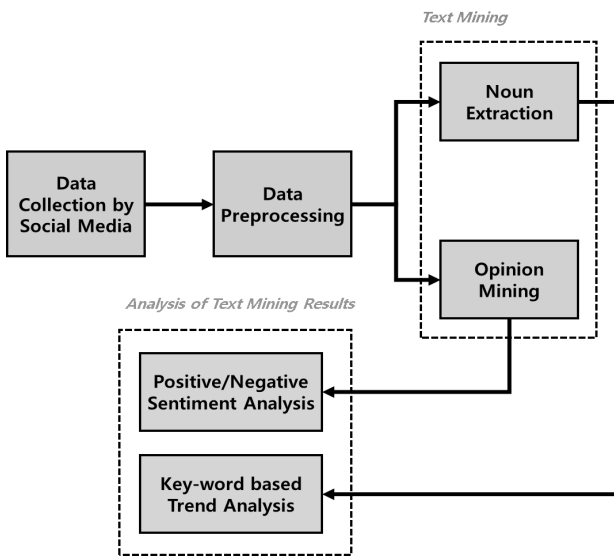 Text Mining
Noun
Extraction
Data
Collection by
Social Media
Data
Preprocessing
Opinion
Mining
Analysis of Text Mining Results
Positive/Negative
Sentiment Analysis
Key-word based
Trend Analysis